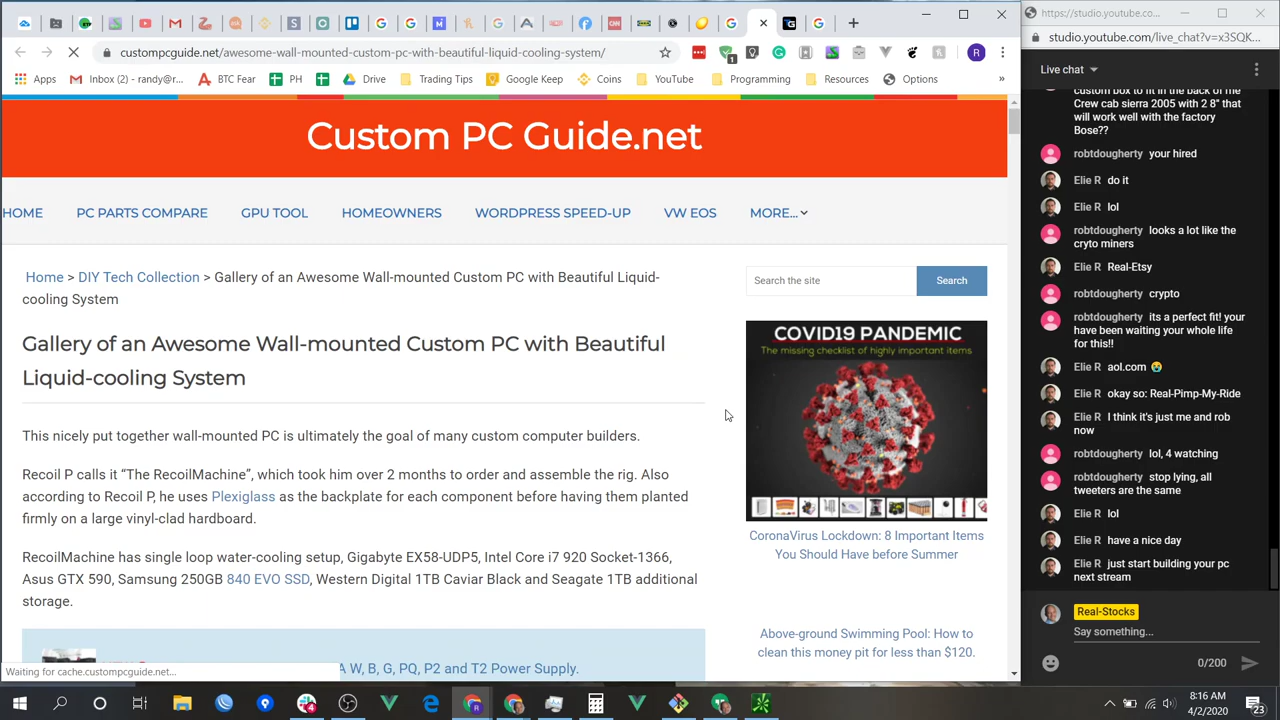 https://studio.youtube.co...
custompcguide.net/awesome-wall-mounted-custom-pc-with-beautiful-liquid-cooling-system/
studio.youtube.com/live_chat?v=x3SQK...
Apps
Inbox (2) - randy@r...
BTC Fear
PH
Drive
Trading Tips
Google Keep
Coins
YouTube
Programming
Resources
Options
»
Custom PC Guide.net
HOME
PC PARTS COMPARE
GPU TOOL
HOMEOWNERS
WORDPRESS SPEED-UP
VW EOS
MORE...
Home > DIY Tech Collection > Gallery of an Awesome Wall-mounted Custom PC with Beautiful Liquid-
cooling System
Gallery of an Awesome Wall-mounted Custom PC with Beautiful
Liquid-cooling System
This nicely put together wall-mounted PC is ultimately the goal of many custom computer builders.
Recoil P calls it “The RecoilMachine”, which took him over 2 months to order and assemble the rig. Also
according to Recoil P, he uses Plexiglass as the backplate for each component before having them planted
firmly on a large vinyl-clad hardboard.
RecoilMachine has single loop water-cooling setup, Gigabyte EX58-UDP5, Intel Core i7 920 Socket-1366,
Asus GTX 590, Samsung 250GB 840 EVO SSD, Western Digital 1TB Caviar Black and Seagate 1TB additional
storage.
A W, B, G, PQ, P2 and T2 Power Supply.
Waiting for cache.custompcguide.net...
Search the site
Search
COVID19 PANDEMIC
The missing checklist of highly important items
CoronaVirus Lockdown: 8 Important Items
You Should Have before Summer
Above-ground Swimming Pool: How to
clean this money pit for less than $120.
Live chat
custom box to fit in the back of the
Crew cab sierra 2005 with 2 8" that
will work well with the factory
Bose??
robtdougherty your hired
Elie R do it
Elie R lol
robtdougherty looks a lot like the
cryto miners
Elie R Real-Etsy
robtdougherty crypto
robtdougherty its a perfect fit! your
have been waiting your whole life
for this!!
Elie R aol.com
Elie R okay so: Real-Pimp-My-Ride
Elie R I think it's just me and rob
now
robtdougherty lol, 4 watching
robtdougherty stop lying, all
tweeters are the same
Elie R lol
Elie R have a nice day
Elie R just start building your pc
next stream
Real-Stocks
Say something...
0/200
8:16 AM
4/2/2020
23